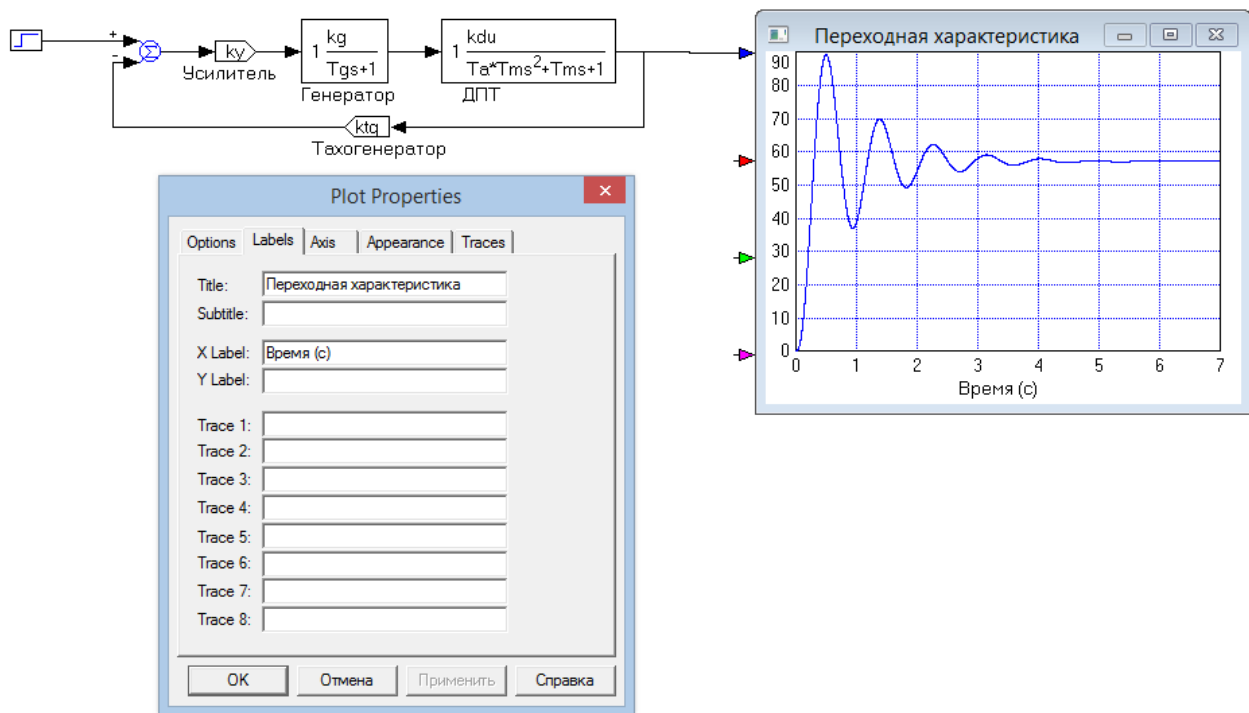 +
-
Σ
ky
Усилитель
1 kg
Tgs+1
Генератор
1 kdu
Ta*Tms²+Tms+1
ДПТ
ktg
Тахогенератор
Переходная характеристика
90
80
70
60
50
40
30
20
10
0
0 1 2 3 4 5 6 7
Время (с)
Plot Properties
Options Labels Axis Appearance Traces
Title: Переходная характеристика
Subtitle:
X Label: Время (с)
Y Label:
Trace 1:
Trace 2:
Trace 3:
Trace 4:
Trace 5:
Trace 6:
Trace 7:
Trace 8:
OK Отмена Применить Справка